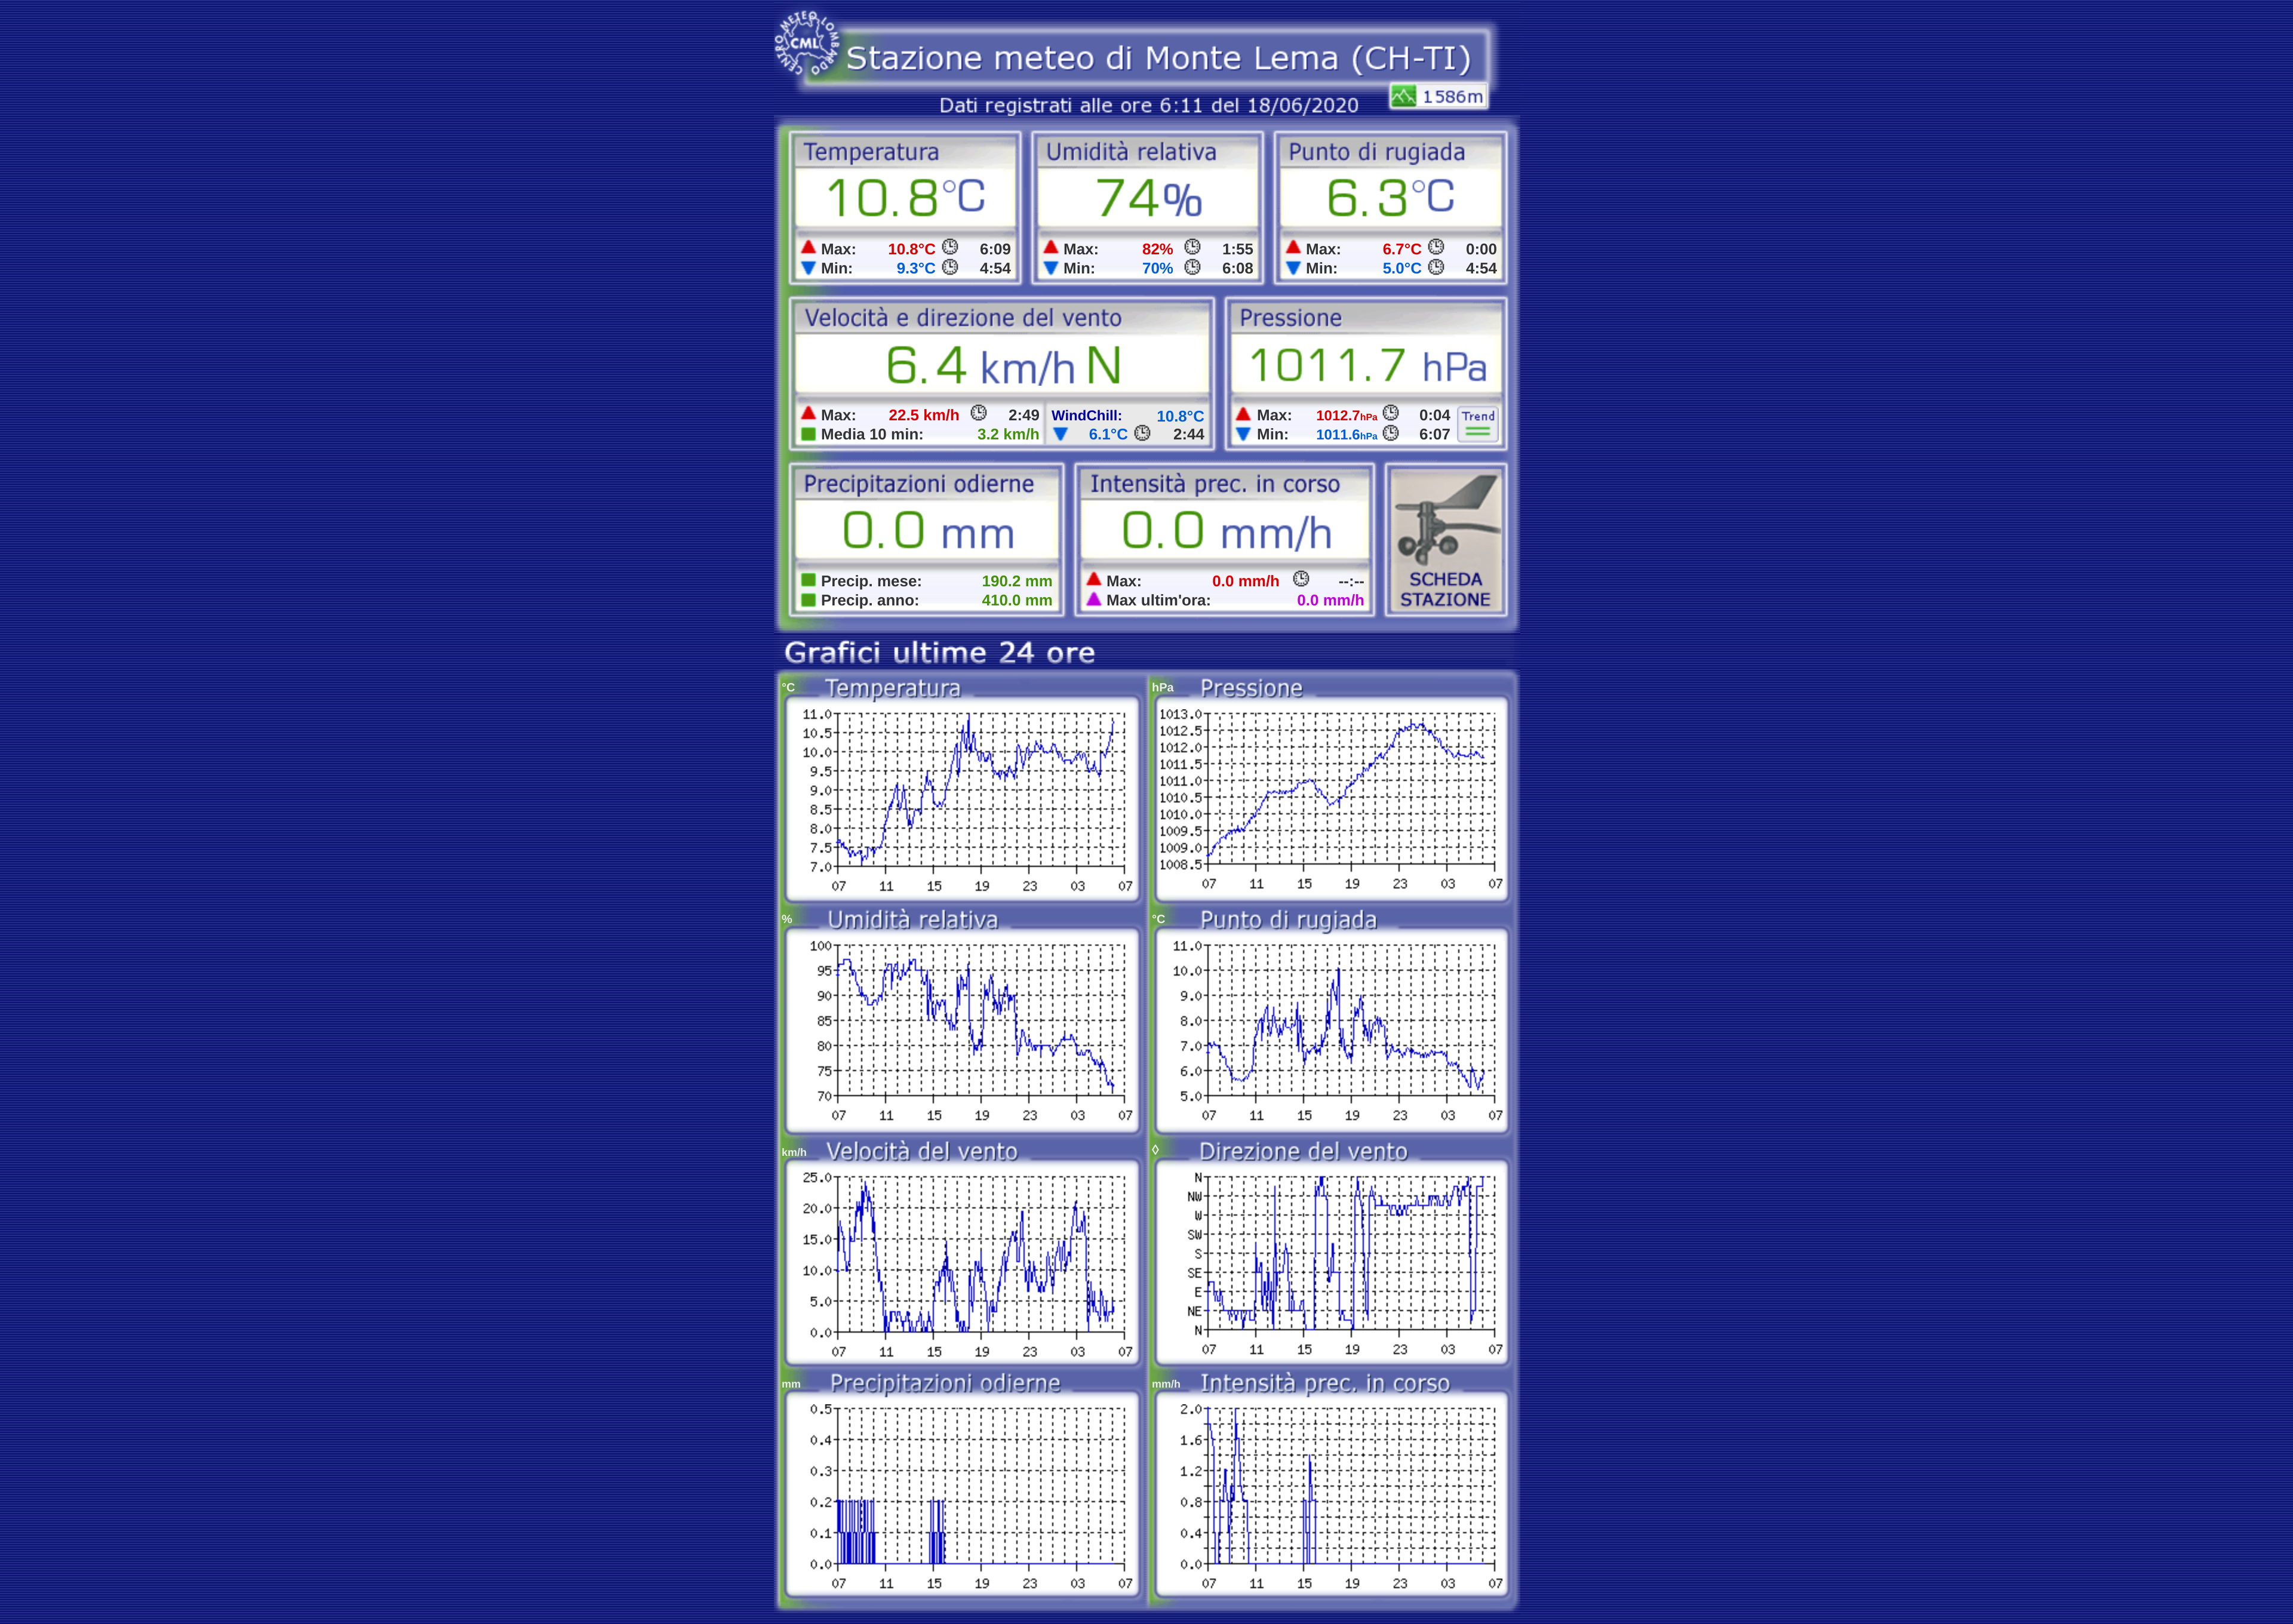 CENTRO METEO LOMBARDO
CML
Stazione meteo di Monte Lema (CH-TI)
1586m
Dati registrati alle ore 6:11 del 18/06/2020
Temperatura
10.8°C
Max: 10.8°C 6:09
Min: 9.3°C 4:54
Umidità relativa
74%
Max: 82% 1:55
Min: 70% 6:08
Punto di rugiada
6.3°C
Max: 6.7°C 0:00
Min: 5.0°C 4:54
Velocità e direzione del vento
6.4 km/h N
Max: 22.5 km/h 2:49
Media 10 min: 3.2 km/h
WindChill: 10.8°C
6.1°C 2:44
Pressione
1011.7 hPa
Max: 1012.7hPa 0:04
Min: 1011.6hPa 6:07
Trend
Precipitazioni odierne
0.0 mm
Precip. mese: 190.2 mm
Precip. anno: 410.0 mm
Intensità prec. in corso
0.0 mm/h
Max: 0.0 mm/h --:--
Max ultim'ora: 0.0 mm/h
SCHEDA
STAZIONE
Grafici ultime 24 ore
°C Temperatura
11.0
10.5
10.0
9.5
9.0
8.5
8.0
7.5
7.0
07 11 15 19 23 03 07
hPa Pressione
1013.0
1012.5
1012.0
1011.5
1011.0
1010.5
1010.0
1009.5
1009.0
1008.5
07 11 15 19 23 03 07
% Umidità relativa
100
95
90
85
80
75
70
07 11 15 19 23 03 07
°C Punto di rugiada
11.0
10.0
9.0
8.0
7.0
6.0
5.0
07 11 15 19 23 03 07
km/h Velocità del vento
25.0
20.0
15.0
10.0
5.0
0.0
07 11 15 19 23 03 07
◊ Direzione del vento
N
NW
W
SW
S
SE
E
NE
N
07 11 15 19 23 03 07
mm Precipitazioni odierne
0.5
0.4
0.3
0.2
0.1
0.0
07 11 15 19 23 03 07
mm/h Intensità prec. in corso
2.0
1.6
1.2
0.8
0.4
0.0
07 11 15 19 23 03 07